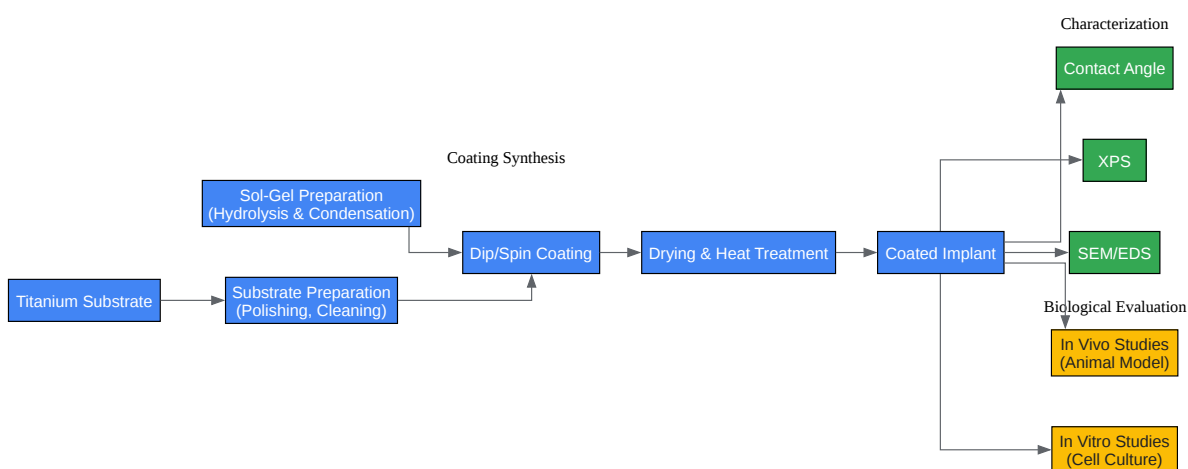 Characterization
Contact Angle
Coating Synthesis
XPS
Sol-Gel Preparation
(Hydrolysis & Condensation)
Dip/Spin Coating
Drying & Heat Treatment
Coated Implant
SEM/EDS
Titanium Substrate
Substrate Preparation
(Polishing, Cleaning)
Biological Evaluation
In Vivo Studies
(Animal Model)
In Vitro Studies
(Cell Culture)